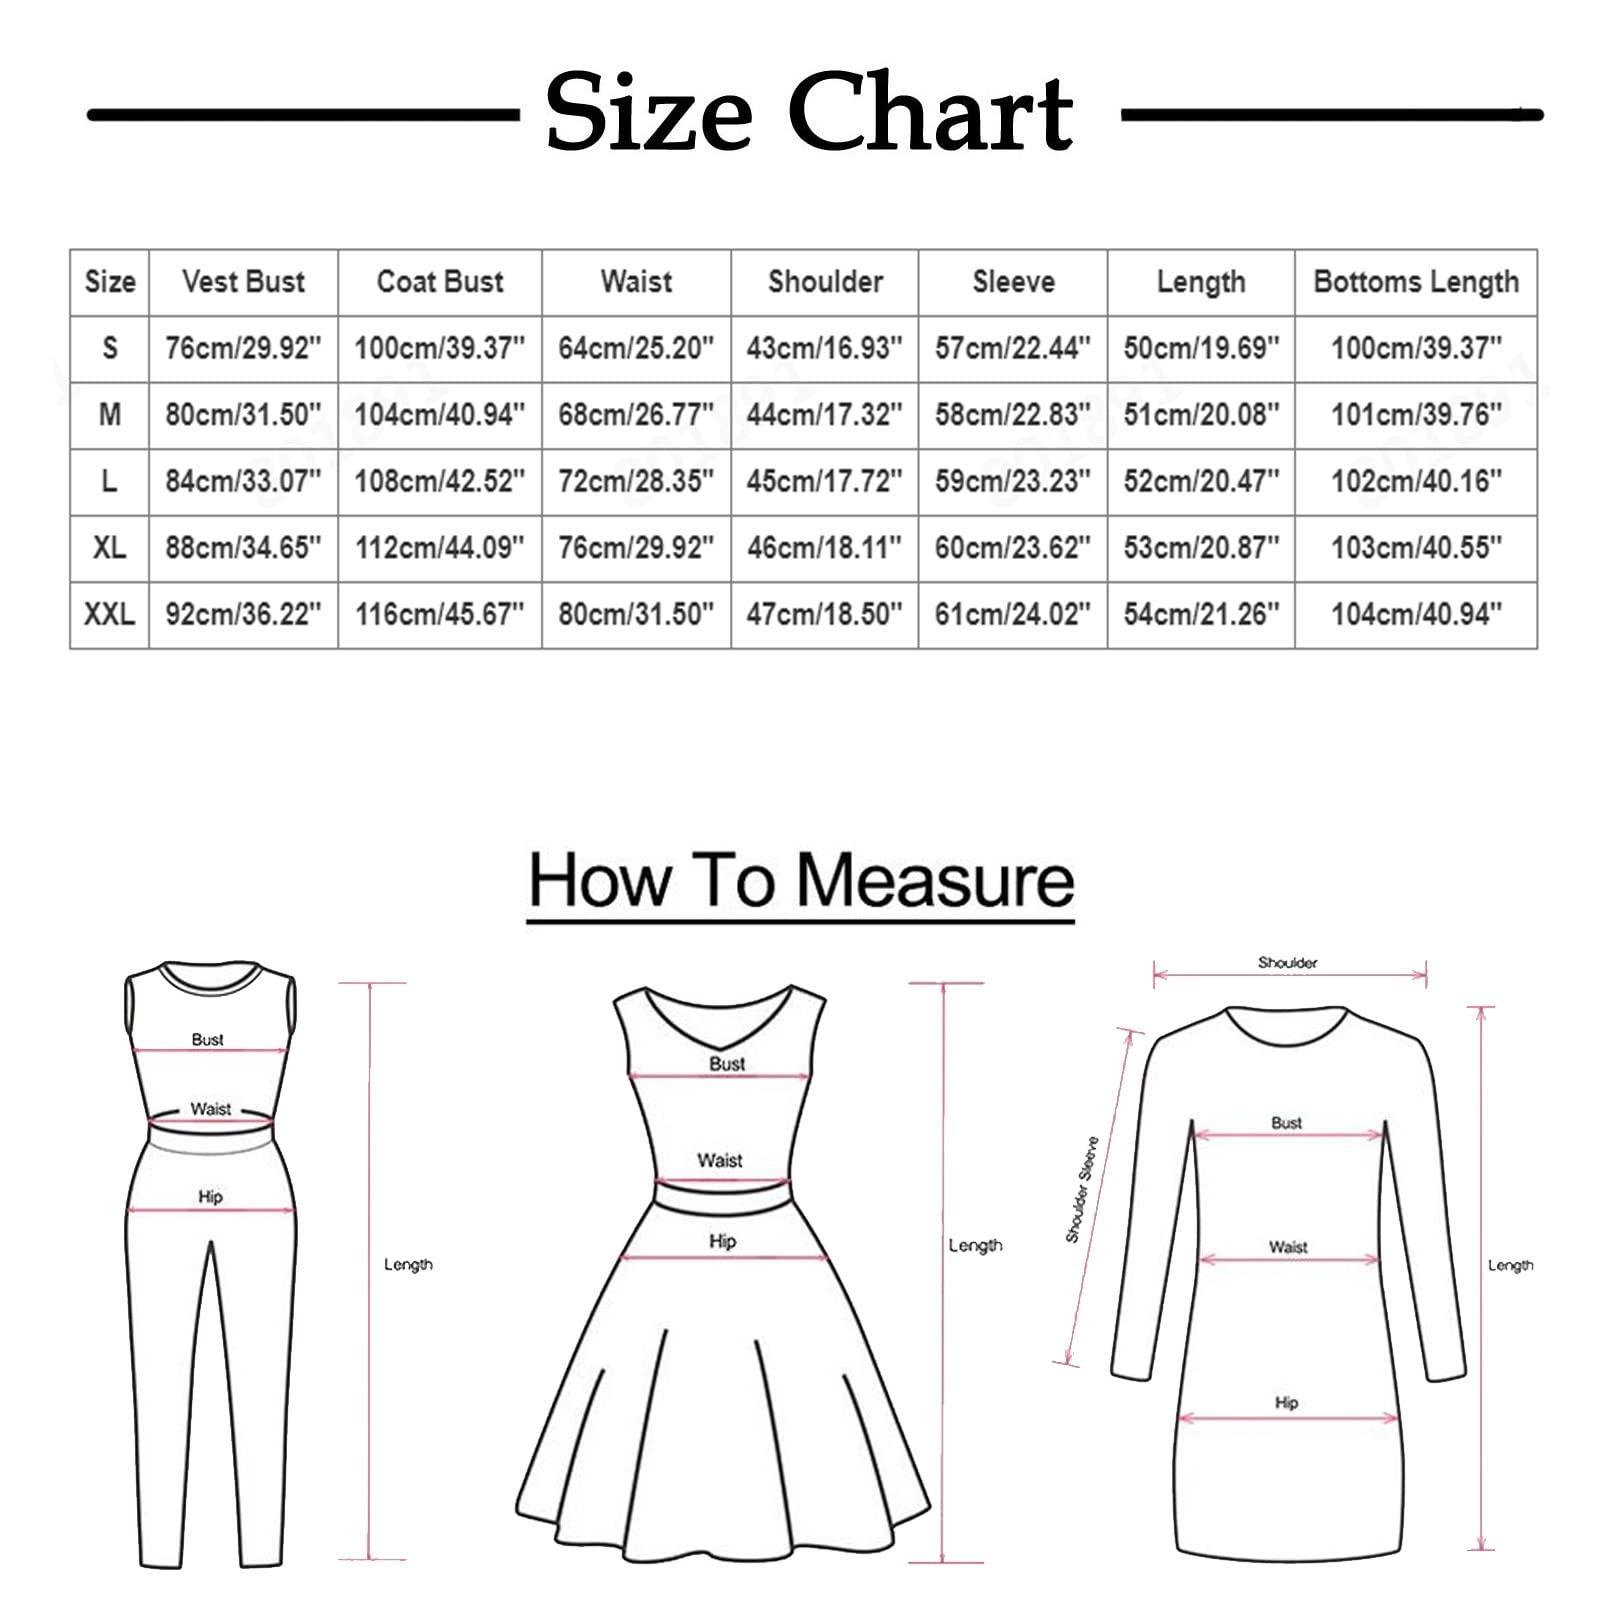 Size Chart
Size Vest Bust Coat Bust Waist Shoulder Sleeve Length Bottoms Length
S 76cm/29.92" 100cm/39.37" 64cm/25.20" 43cm/16.93" 57cm/22.44" 50cm/19.69" 100cm/39.37"
M 80cm/31.50" 104cm/40.94" 68cm/26.77" 44cm/17.32" 58cm/22.83" 51cm/20.08" 101cm/39.76"
L 84cm/33.07" 108cm/42.52" 72cm/28.35" 45cm/17.72" 59cm/23.23" 52cm/20.47" 102cm/40.16"
XL 88cm/34.65" 112cm/44.09" 76cm/29.92" 46cm/18.11" 60cm/23.62" 53cm/20.87" 103cm/40.55"
XXL 92cm/36.22" 116cm/45.67" 80cm/31.50" 47cm/18.50" 61cm/24.02" 54cm/21.26" 104cm/40.94"
How To Measure
Bust
Waist
Hip
Length
Bust
Waist
Hip
Length
Shoulder
Shoulder Sleeve
Bust
Waist
Hip
Length